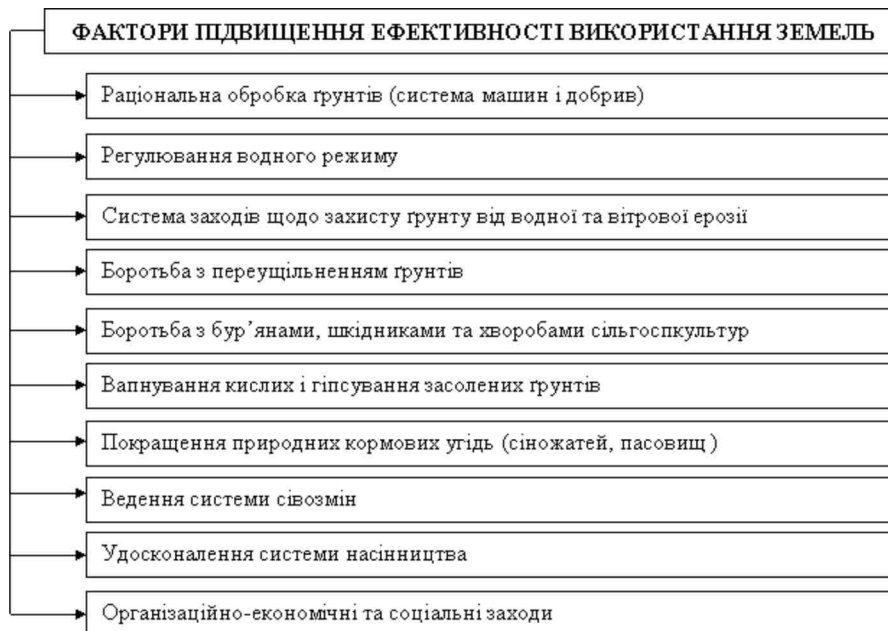 ФАКТОРИ ПІДВИЩЕННЯ ЕФЕКТИВНОСТІ ВИКОРИСТАННЯ ЗЕМЕЛЬ
Раціональна обробка ґрунтів (система машин і добрив)
Регулювання водного режиму
Система заходів щодо захисту ґрунту від водної та вітрової ерозії
Боротьба з переущільненням ґрунтів
Боротьба з бур’янами, шкідниками та хворобами сільгоспкультур
Вапнування кислих і гіпсування засолених ґрунтів
Покращення природних кормових угідь (сіножатей, пасовищ )
Ведення системи сівозмін
Удосконалення системи насінництва
Організаційно-економічні та соціальні заходи